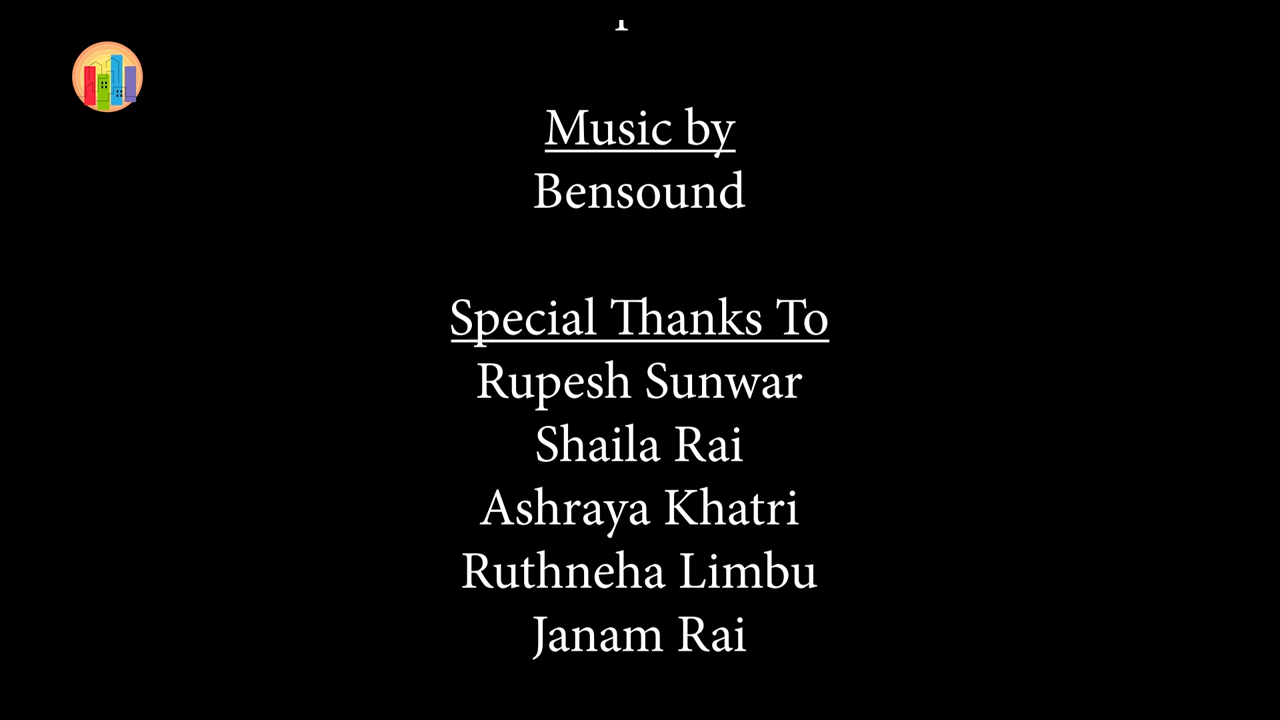 Music by
Bensound
Special Thanks To
Rupesh Sunwar
Shaila Rai
Ashraya Khatri
Ruthneha Limbu
Janam Rai